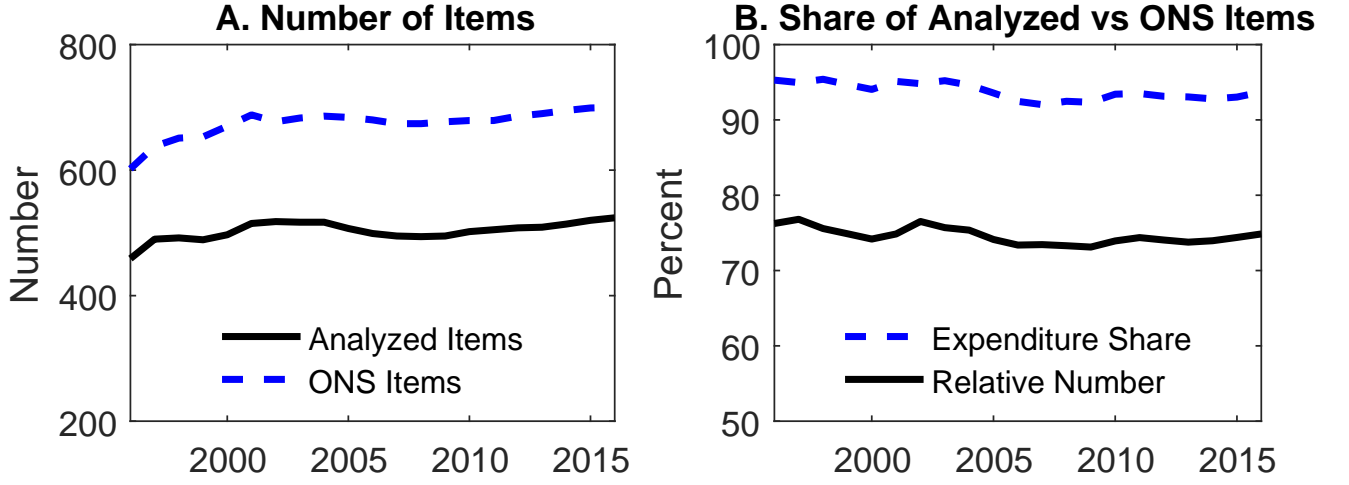 A. Number of Items
800
600
400
200
Number
Analyzed Items
ONS Items
2000 2005 2010 2015
B. Share of Analyzed vs ONS Items
100
90
80
70
60
50
Percent
Expenditure Share
Relative Number
2000 2005 2010 2015